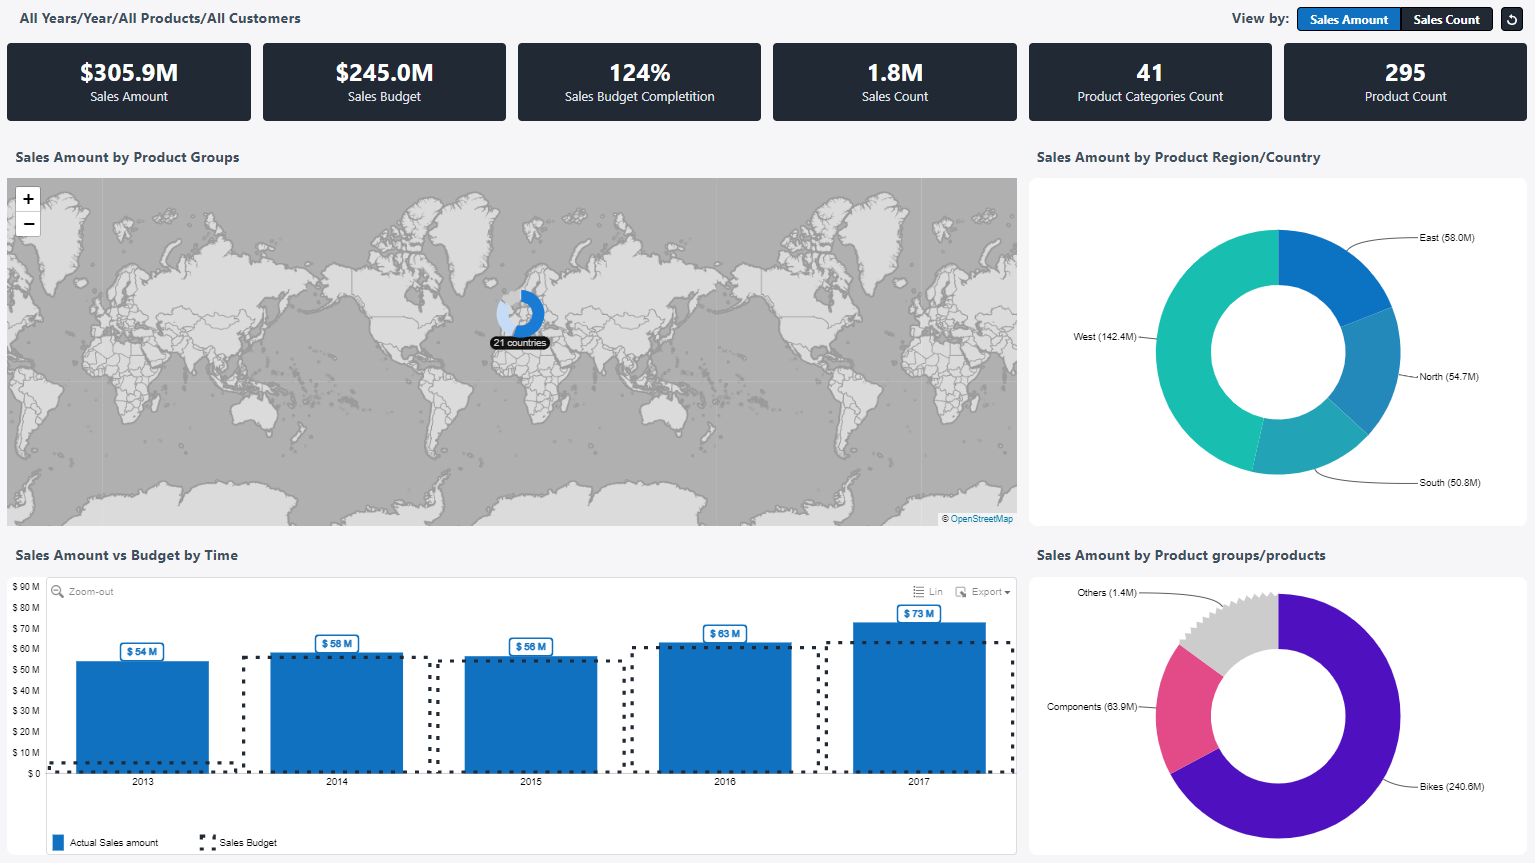 All Years/Year/All Products/All Customers
View by:
Sales Amount
Sales Count
$305.9M
Sales Amount
$245.0M
Sales Budget
124%
Sales Budget Completition
1.8M
Sales Count
41
Product Categories Count
295
Product Count
Sales Amount by Product Groups
+
−
21 countries
© OpenStreetMap
Sales Amount by Product Region/Country
East (58.0M)
West (142.4M)
North (54.7M)
South (50.8M)
Sales Amount vs Budget by Time
Zoom-out
Lin
Export
$ 90 M
$ 80 M
$ 70 M
$ 60 M
$ 50 M
$ 40 M
$ 30 M
$ 20 M
$ 10 M
$ 0
$ 54 M
$ 58 M
$ 56 M
$ 63 M
$ 73 M
2013
2014
2015
2016
2017
Actual Sales amount
Sales Budget
Sales Amount by Product groups/products
Others (1.4M)
Components (63.9M)
Bikes (240.6M)